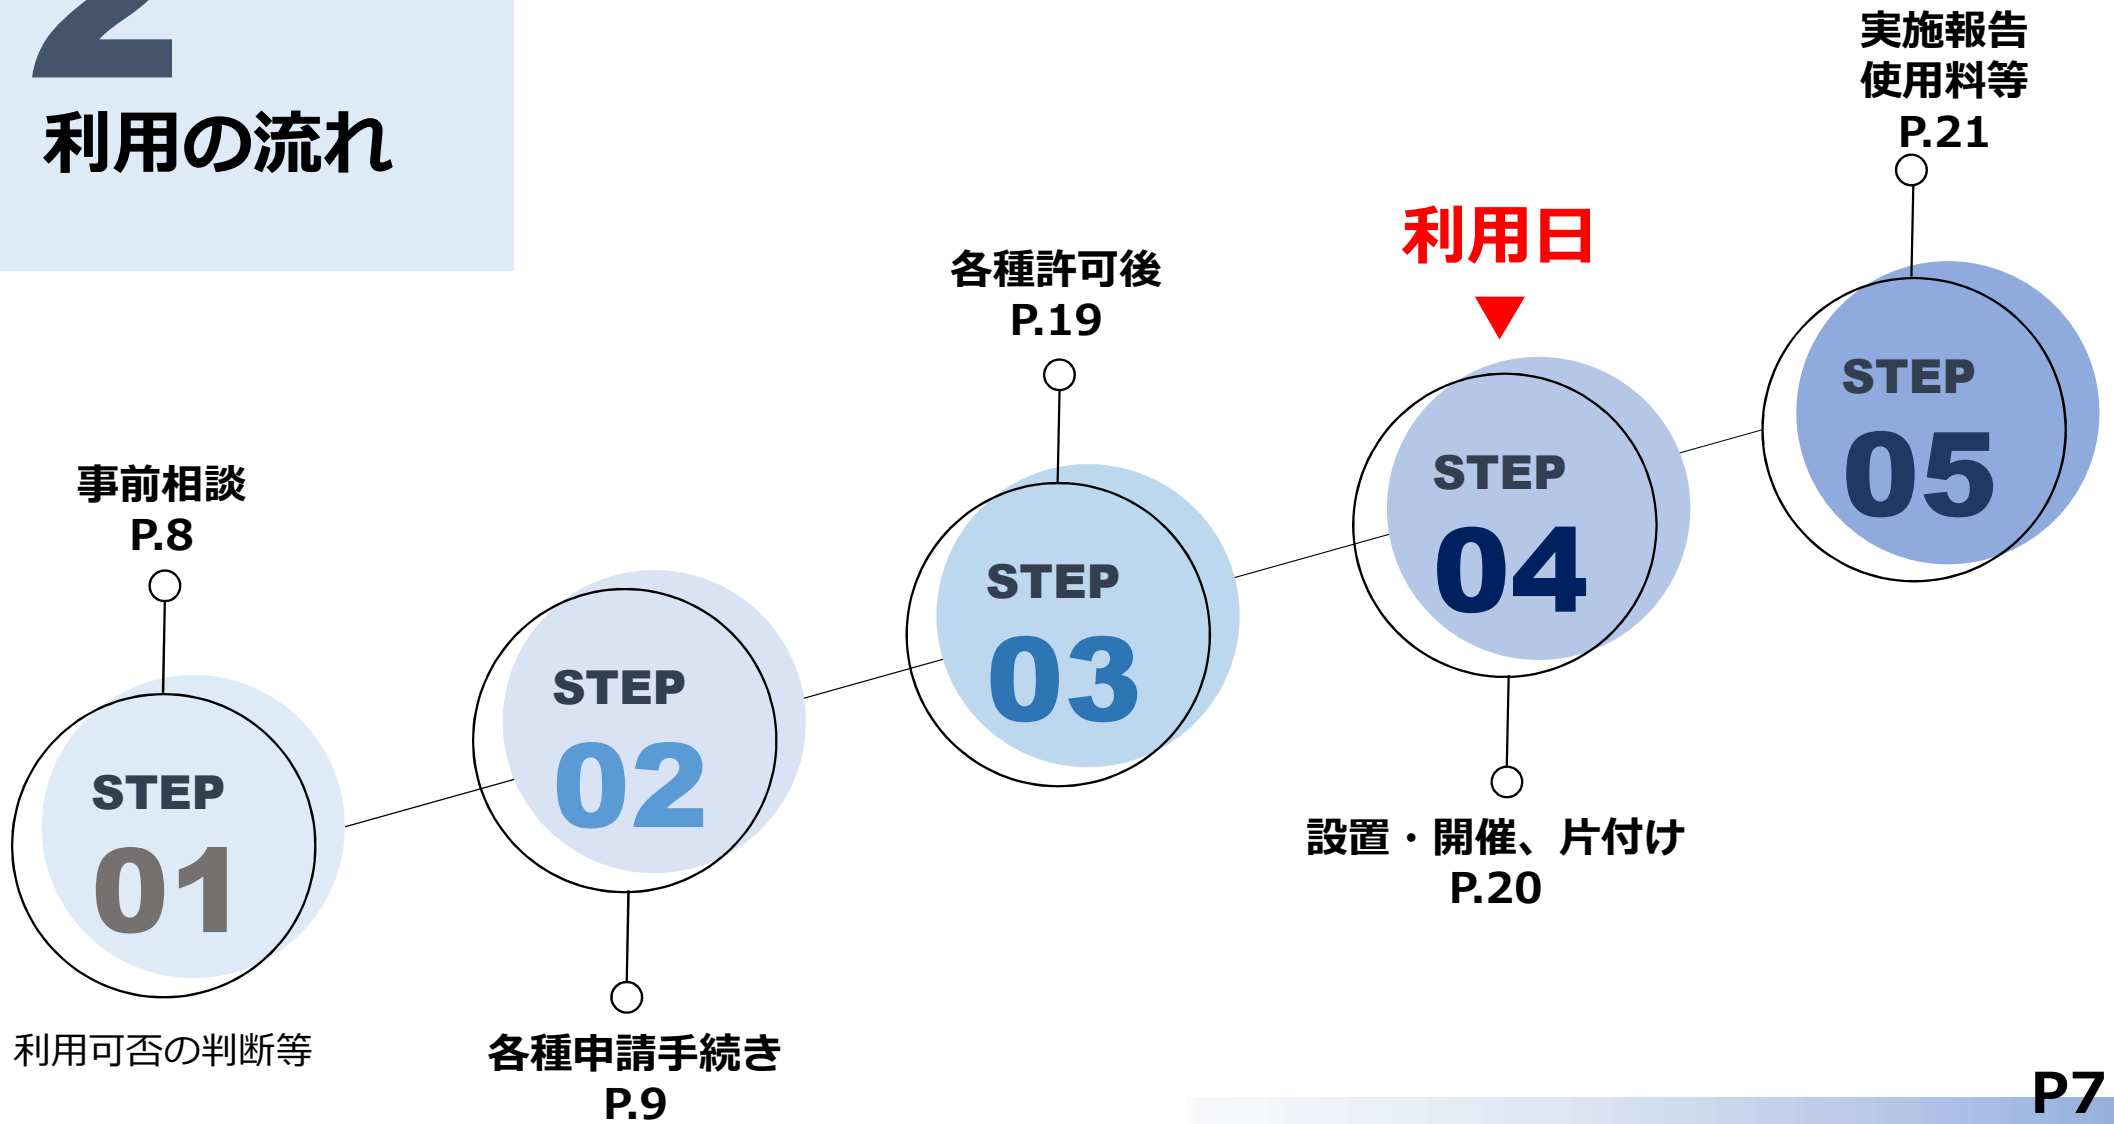 2
利用の流れ
事前相談
P.8
STEP
01
利用可否の判断等
STEP
02
各種申請手続き
P.9
各種許可後
P.19
STEP
03
利用日
▼
STEP
04
設置・開催、片付け
P.20
実施報告
使用料等
P.21
STEP
05
P7